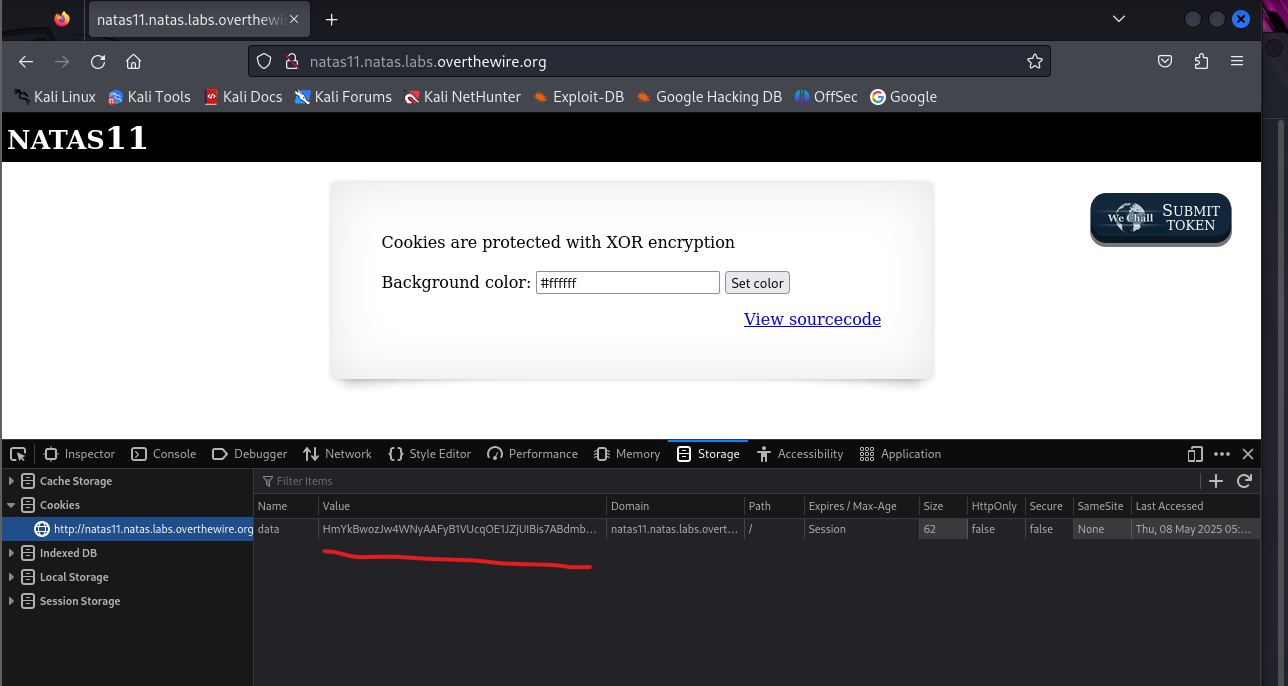 natas11.natas.labs.overthewi
natas11.natas.labs.overthewire.org
Kali Linux Kali Tools Kali Docs Kali Forums Kali NetHunter Exploit-DB Google Hacking DB OffSec Google
NATAS11
Cookies are protected with XOR encryption
Background color: #ffffff Set color
View sourcecode
We Chall SUBMIT TOKEN
Inspector Console Debugger Network Style Editor Performance Memory Storage Accessibility Application
Cache Storage
Cookies
http://natas11.natas.labs.overthewire.org
Indexed DB
Local Storage
Session Storage
Filter Items
Name Value Domain Path Expires / Max-Age Size HttpOnly Secure SameSite Last Accessed
data HmYkBwozJw4WNyAAFyB1VUcqOE1JZjUIBis7ABdmb... natas11.natas.labs.overt... / Session 62 false false None Thu, 08 May 2025 05:...